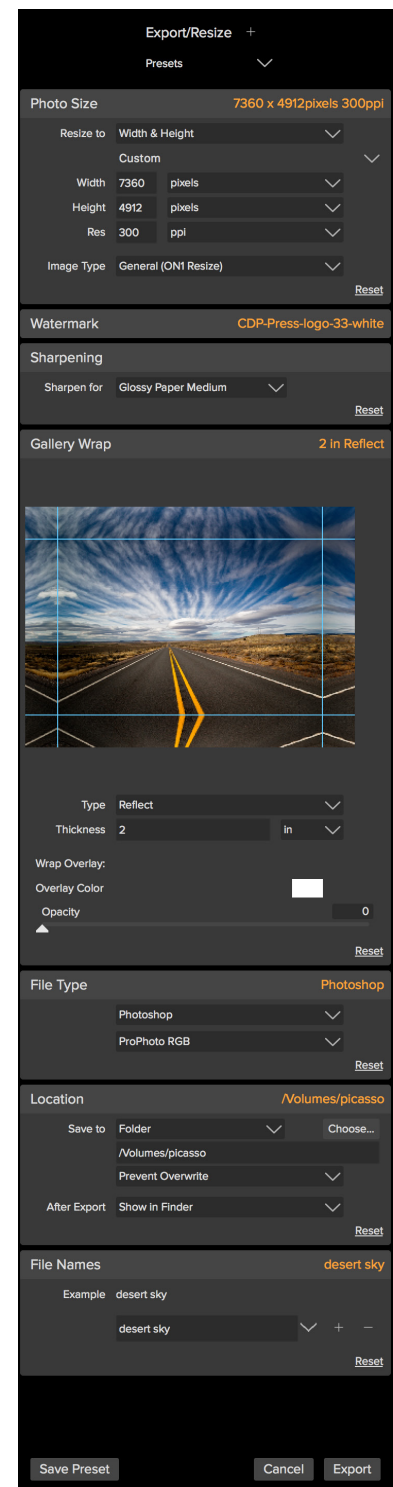 Export/Resize +
Presets
Photo Size 7360 x 4912pixels 300ppi
Resize to Width & Height
Custom
Width 7360 pixels
Height 4912 pixels
Res 300 ppi
Image Type General (ON1 Resize)
Reset
Watermark CDP-Press-logo-33-white
Sharpening
Sharpen for Glossy Paper Medium
Reset
Gallery Wrap 2 in Reflect
Type Reflect
Thickness 2 in
Wrap Overlay:
Overlay Color
Opacity 0
Reset
File Type Photoshop
Photoshop
ProPhoto RGB
Reset
Location /Volumes/picasso
Save to Folder Choose...
/Volumes/picasso
Prevent Overwrite
After Export Show in Finder
Reset
File Names desert sky
Example desert sky
desert sky + −
Reset
Save Preset Cancel Export